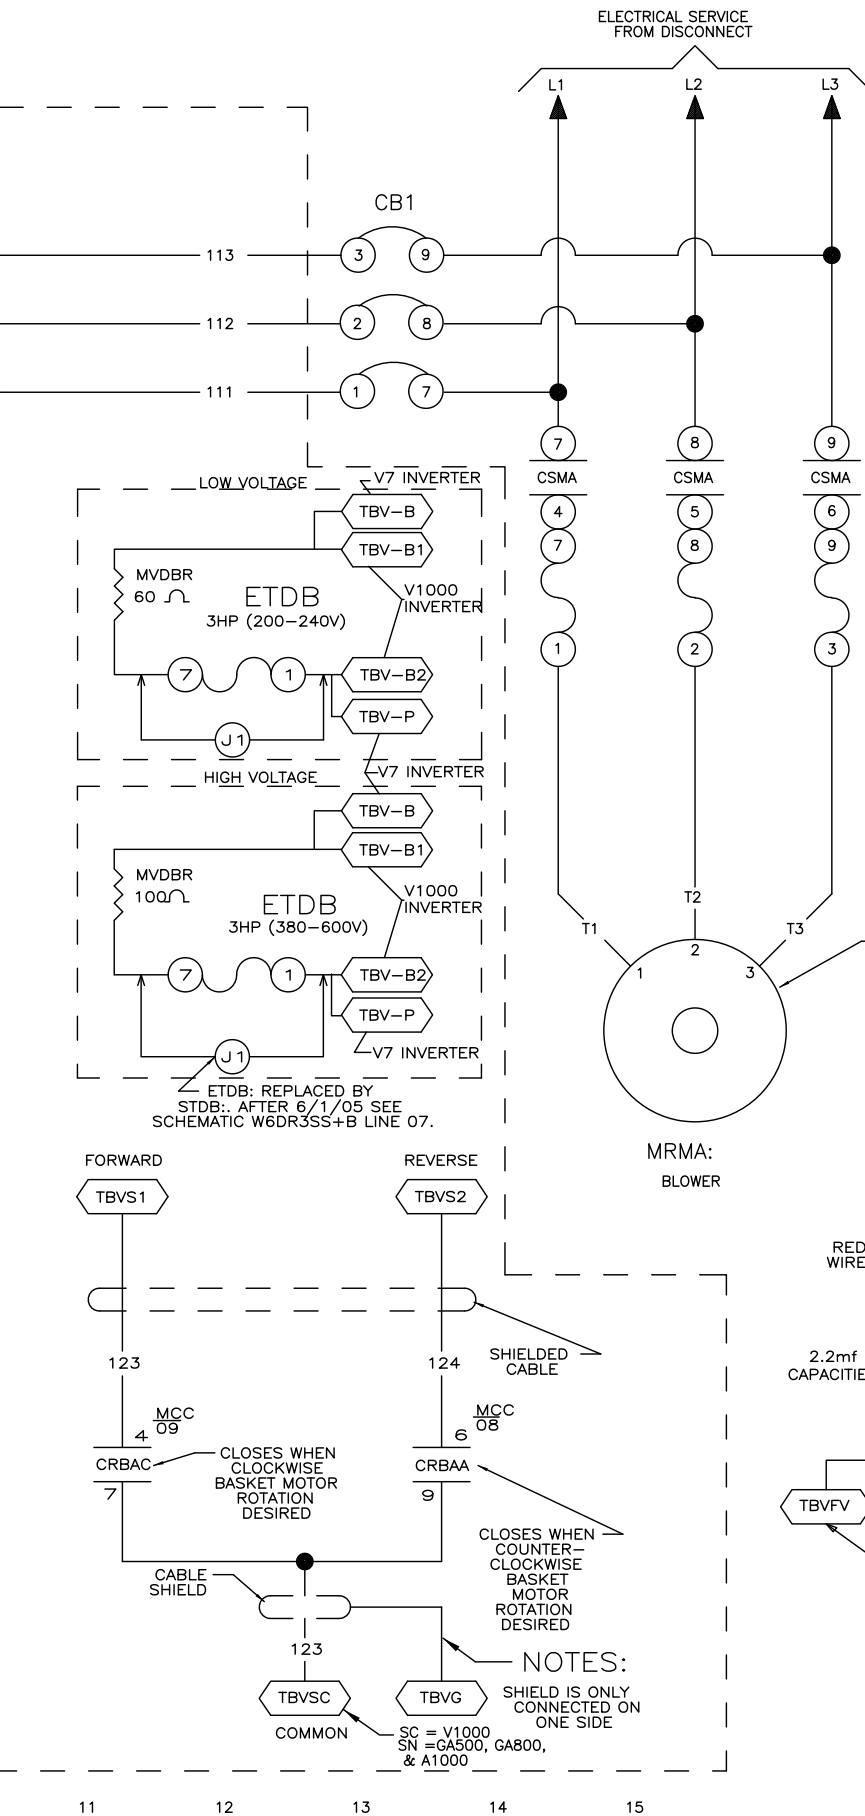 ELECTRICAL SERVICE
FROM DISCONNECT
L1
L2
L3
CB1
113
3
9
112
2
8
111
1
7
7
8
9
CSMA
CSMA
CSMA
4
5
6
7
8
9
1
2
3
LOW VOLTAGE
V7 INVERTER
TBV-B
TBV-B1
MVDBR
60 Ω
ETDB
3HP (200-240V)
V1000
INVERTER
7
1
TBV-B2
TBV-P
J1
V7 INVERTER
HIGH VOLTAGE
TBV-B
TBV-B1
MVDBR
100Ω
ETDB
3HP (380-600V)
V1000
INVERTER
7
1
TBV-B2
TBV-P
J1
V7 INVERTER
ETDB: REPLACED BY
STDB:. AFTER 6/1/05 SEE
SCHEMATIC W6DR3SS+B LINE 07.
T1
T2
T3
1
2
3
MRMA:
BLOWER
FORWARD
REVERSE
TBVS1
TBVS2
SHIELDED
CABLE
123
124
4
MCC
09
6
MCC
08
CRBAC
CRBAA
7
9
CLOSES WHEN
CLOCKWISE
BASKET MOTOR
ROTATION
DESIRED
CLOSES WHEN
COUNTER-
CLOCKWISE
BASKET
MOTOR
ROTATION
DESIRED
CABLE
SHIELD
123
TBVSC
TBVG
COMMON
NOTES:
SHIELD IS ONLY
CONNECTED ON
ONE SIDE
SC = V1000
SN =GA500, GA800,
& A1000
RED
WIRE
2.2mf
CAPACITIE
TBVFV
11
12
13
14
15